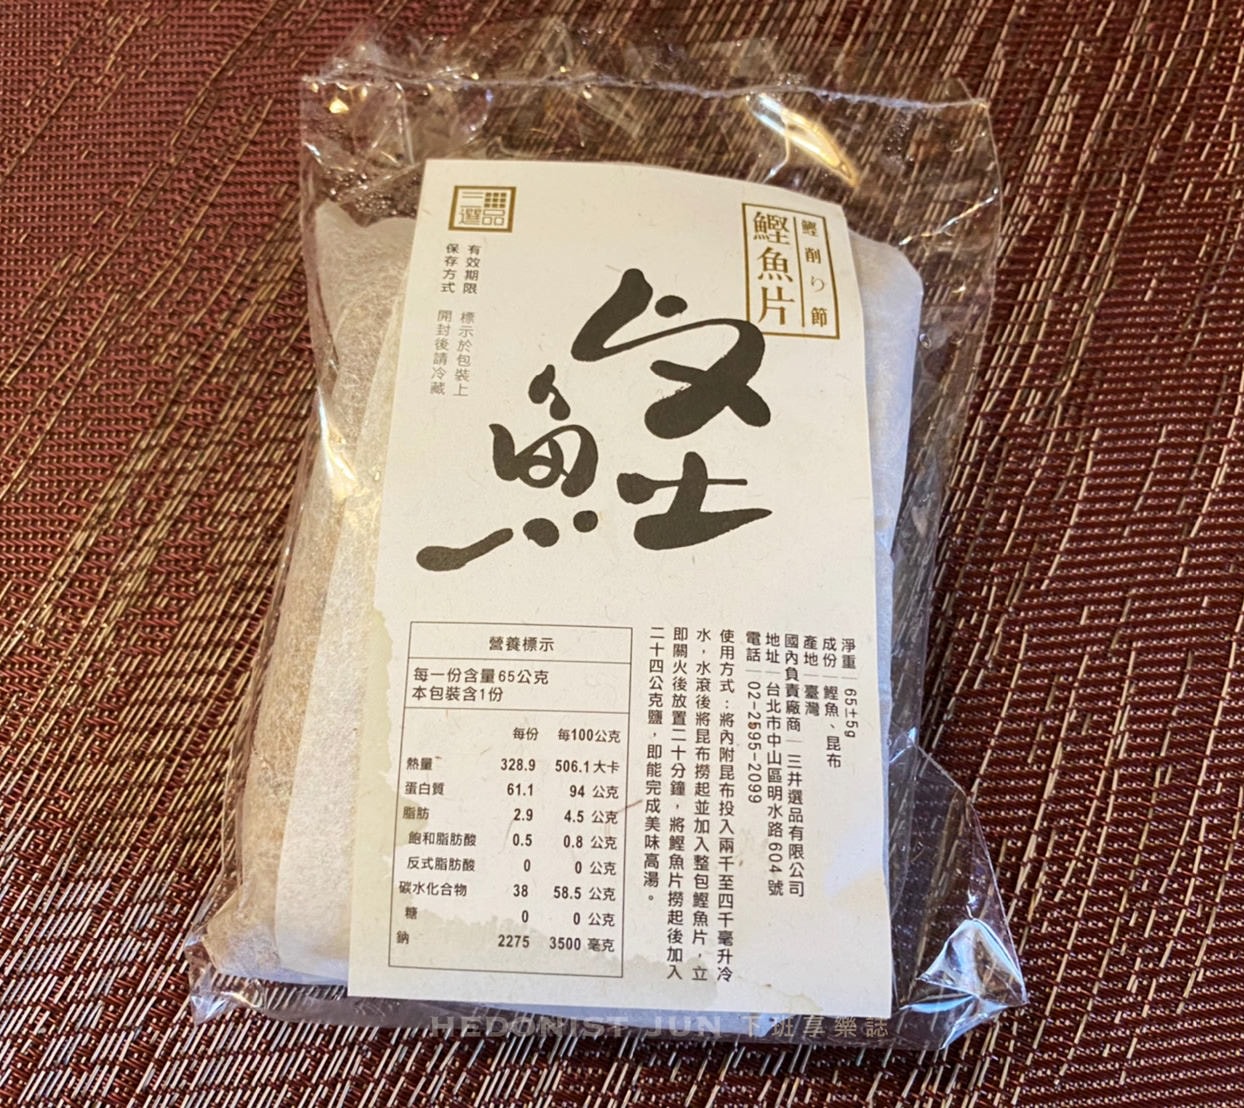 三井選品
鰹削り節
鰹魚片
有效期限 標示於包裝上
保存方式 開封後請冷藏
鰹
淨重│65±5g
成份│鰹魚、昆布
產地│臺灣
國內負責廠商│三井選品有限公司
地址│台北市中山區明水路604號
電話│02-2595-2099
使用方式：將內附昆布投入兩千至四千毫升冷
水，水滾後將昆布撈起並加入整包鰹魚片，立
即關火後放置二十分鐘，將鰹魚片撈起後加入
二十四公克鹽，即能完成美味高湯。
營養標示
每一份含量65公克
本包裝含1份
每份 每100公克
熱量 328.9 506.1大卡
蛋白質 61.1 94 公克
脂肪 2.9 4.5 公克
飽和脂肪酸 0.5 0.8 公克
反式脂肪酸 0 0 公克
碳水化合物 38 58.5 公克
糖 0 0 公克
鈉 2275 3500 毫克
HEDONIST JUN 下班享樂誌